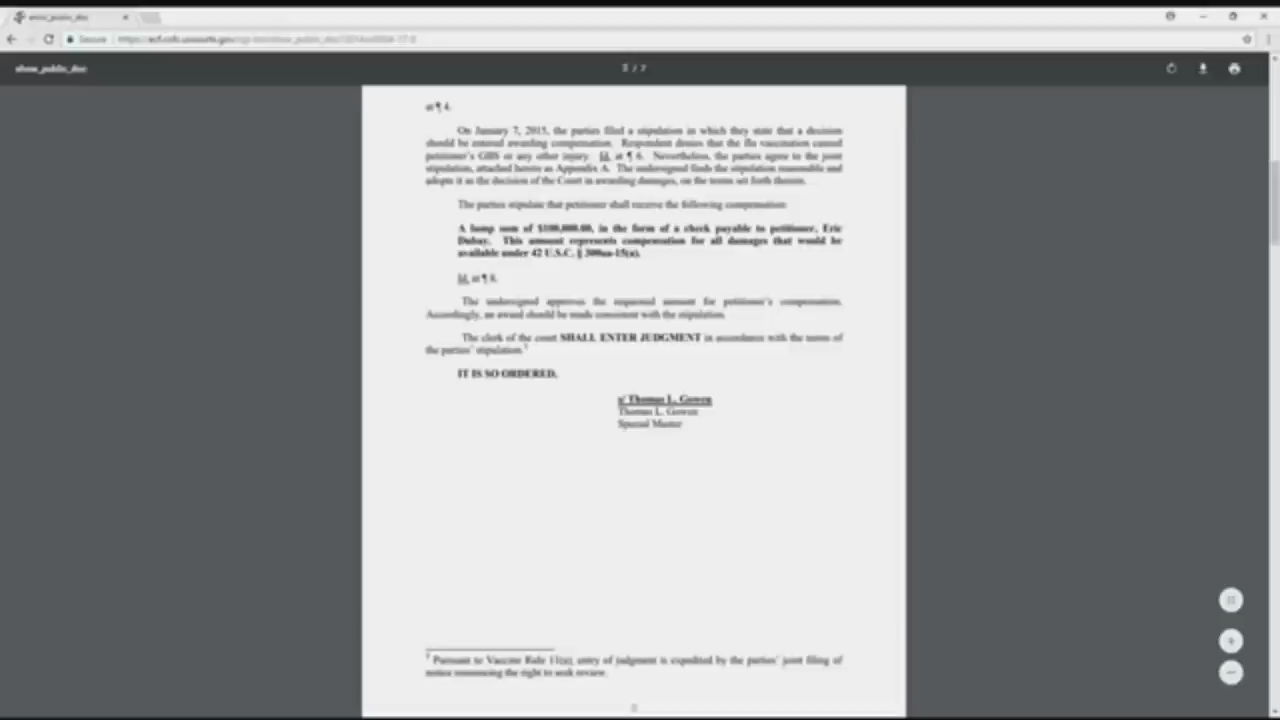 show_public_doc
Secure
show_public_doc
2 / 7
at ¶ 4.
On January 7, 2015, the parties filed a stipulation in which they state that a decision
should be entered awarding compensation. Respondent denies that the flu vaccination caused
petitioner's GBS or any other injury. Id. at ¶ 6. Nevertheless, the parties agree to the joint
stipulation, attached hereto as Appendix A. The undersigned finds the stipulation reasonable and
adopts it as the decision of the Court in awarding damages, on the terms set forth therein.
The parties stipulate that petitioner shall receive the following compensation:
A lump sum of $100,000.00, in the form of a check payable to petitioner, Eric
This amount represents compensation for all damages that would be
available under 42 U.S.C. § 300aa-15(a).
Id. at ¶ 8.
The undersigned approves the requested amount for petitioner's compensation.
Accordingly, an award should be made consistent with the stipulation.
The clerk of the court SHALL ENTER JUDGMENT in accordance with the terms of
the parties' stipulation.
IT IS SO ORDERED.
s/ Thomas L. Gowen
Thomas L. Gowen
Special Master
Pursuant to Vaccine Rule 11(a), entry of judgment is expedited by the parties' joint filing of
notice renouncing the right to seek review.